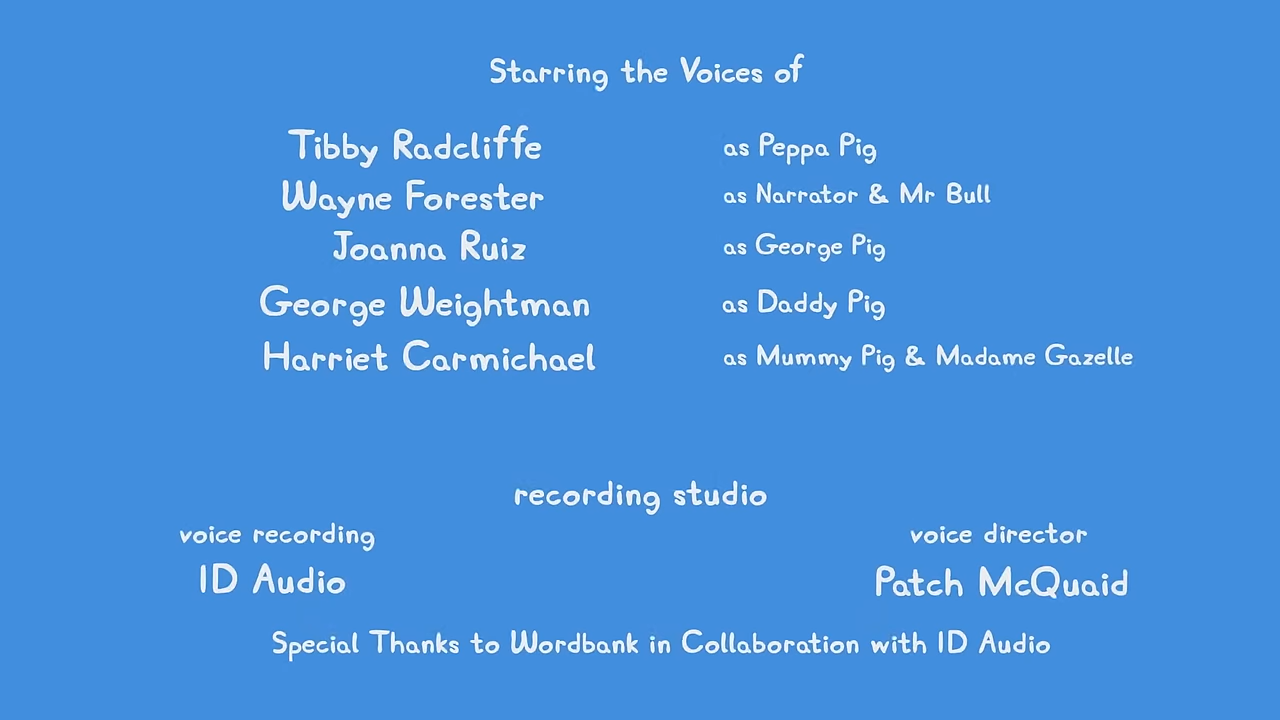 Starring the Voices of
Tibby Radcliffe as Peppa Pig
Wayne Forester as Narrator & Mr Bull
Joanna Ruiz as George Pig
George Weightman as Daddy Pig
Harriet Carmichael as Mummy Pig & Madame Gazelle
recording studio
voice recording voice director
ID Audio Patch McQuaid
Special Thanks to Wordbank in Collaboration with ID Audio